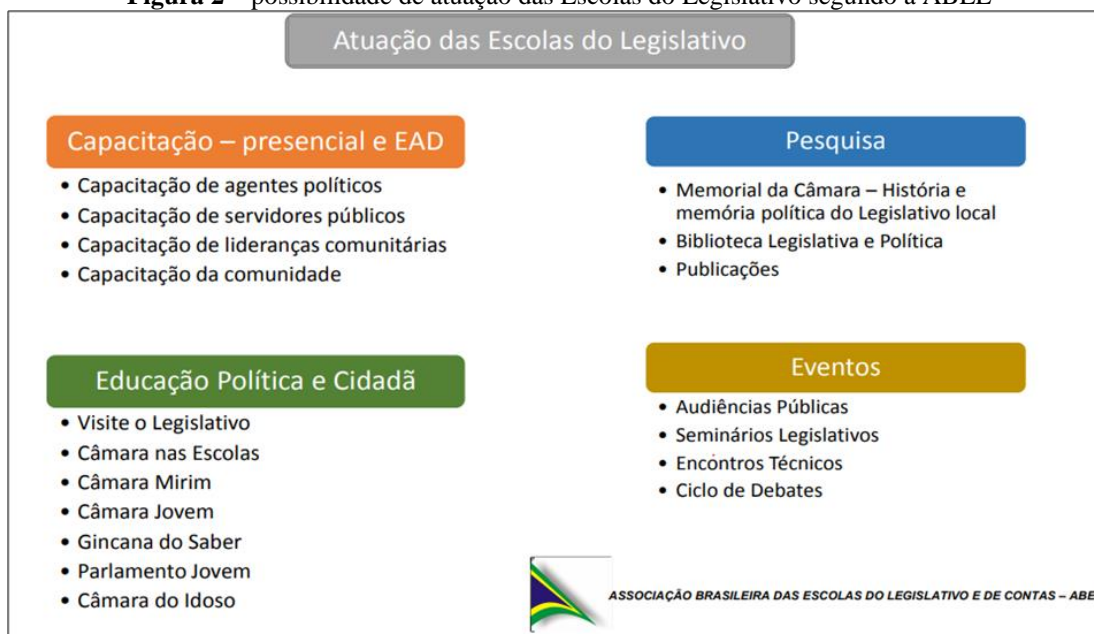 Figura 2 – possibilidade de atuação das Escolas do Legislativo segundo a ABEL
Atuação das Escolas do Legislativo
Capacitação – presencial e EAD
• Capacitação de agentes políticos
• Capacitação de servidores públicos
• Capacitação de lideranças comunitárias
• Capacitação da comunidade
Pesquisa
• Memorial da Câmara – História e
memória política do Legislativo local
• Biblioteca Legislativa e Política
• Publicações
Educação Política e Cidadã
• Visite o Legislativo
• Câmara nas Escolas
• Câmara Mirim
• Câmara Jovem
• Gincana do Saber
• Parlamento Jovem
• Câmara do Idoso
Eventos
• Audiências Públicas
• Seminários Legislativos
• Encontros Técnicos
• Ciclo de Debates
ASSOCIAÇÃO BRASILEIRA DAS ESCOLAS DO LEGISLATIVO E DE CONTAS – ABE